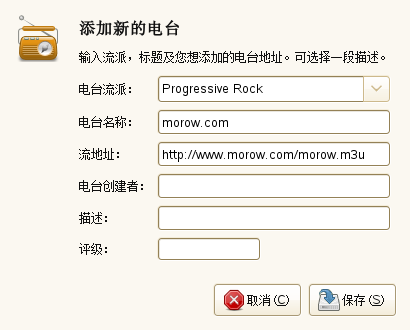 添加新的电台
输入流派，标题及您想添加的电台地址。可选择一段描述。
电台流派: Progressive Rock
电台名称: morow.com
流地址: http://www.morow.com/morow.m3u
电台创建者:
描述:
评级:
取消(C) 保存(S)